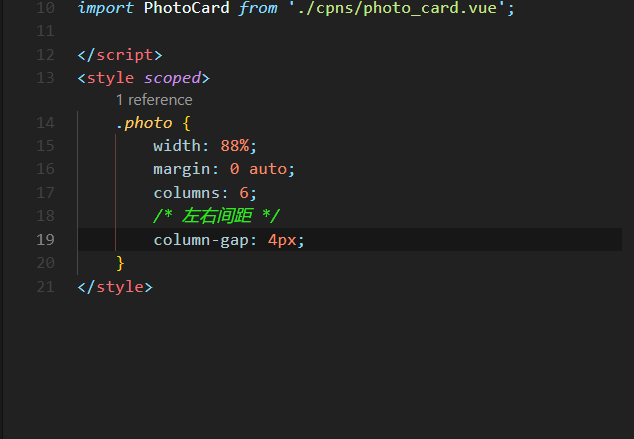 10 import PhotoCard from './cpns/photo_card.vue';
11
12 </script>
13 <style scoped>
1 reference
14 .photo {
15 width: 88%;
16 margin: 0 auto;
17 columns: 6;
18 /* 左右间距 */
19 column-gap: 4px;
20 }
21 </style>